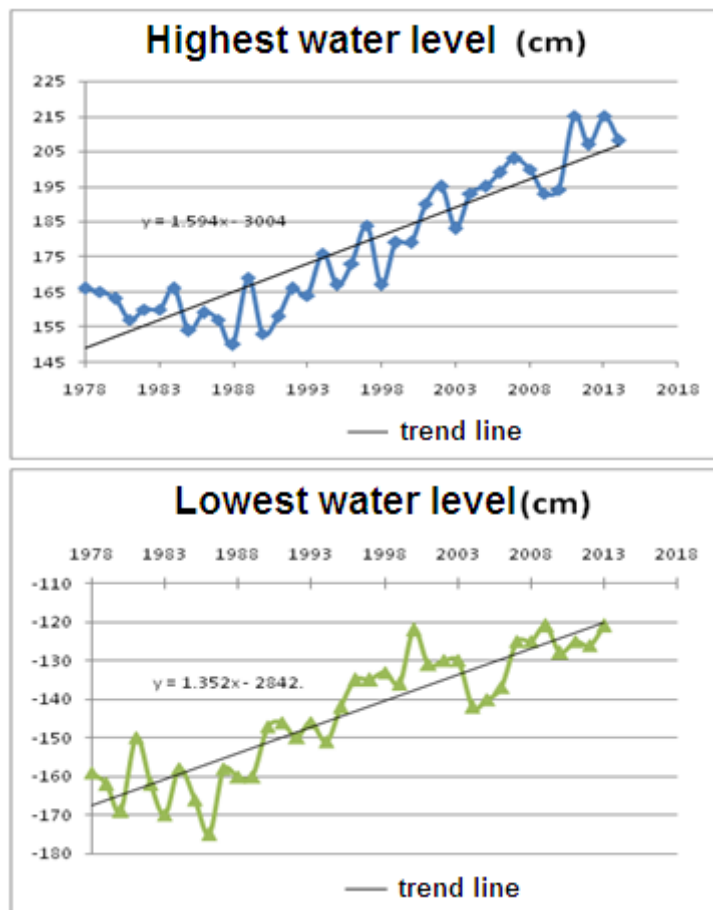 Highest water level (cm)
225
215
205
195
185
175
165
155
145
y = 1.594x - 3004
1978 1983 1988 1993 1998 2003 2008 2013 2018
trend line
Lowest water level(cm)
1978 1983 1988 1993 1998 2003 2008 2013 2018
-110
-120
-130
-140
-150
-160
-170
-180
y = 1.352x - 2842.
trend line